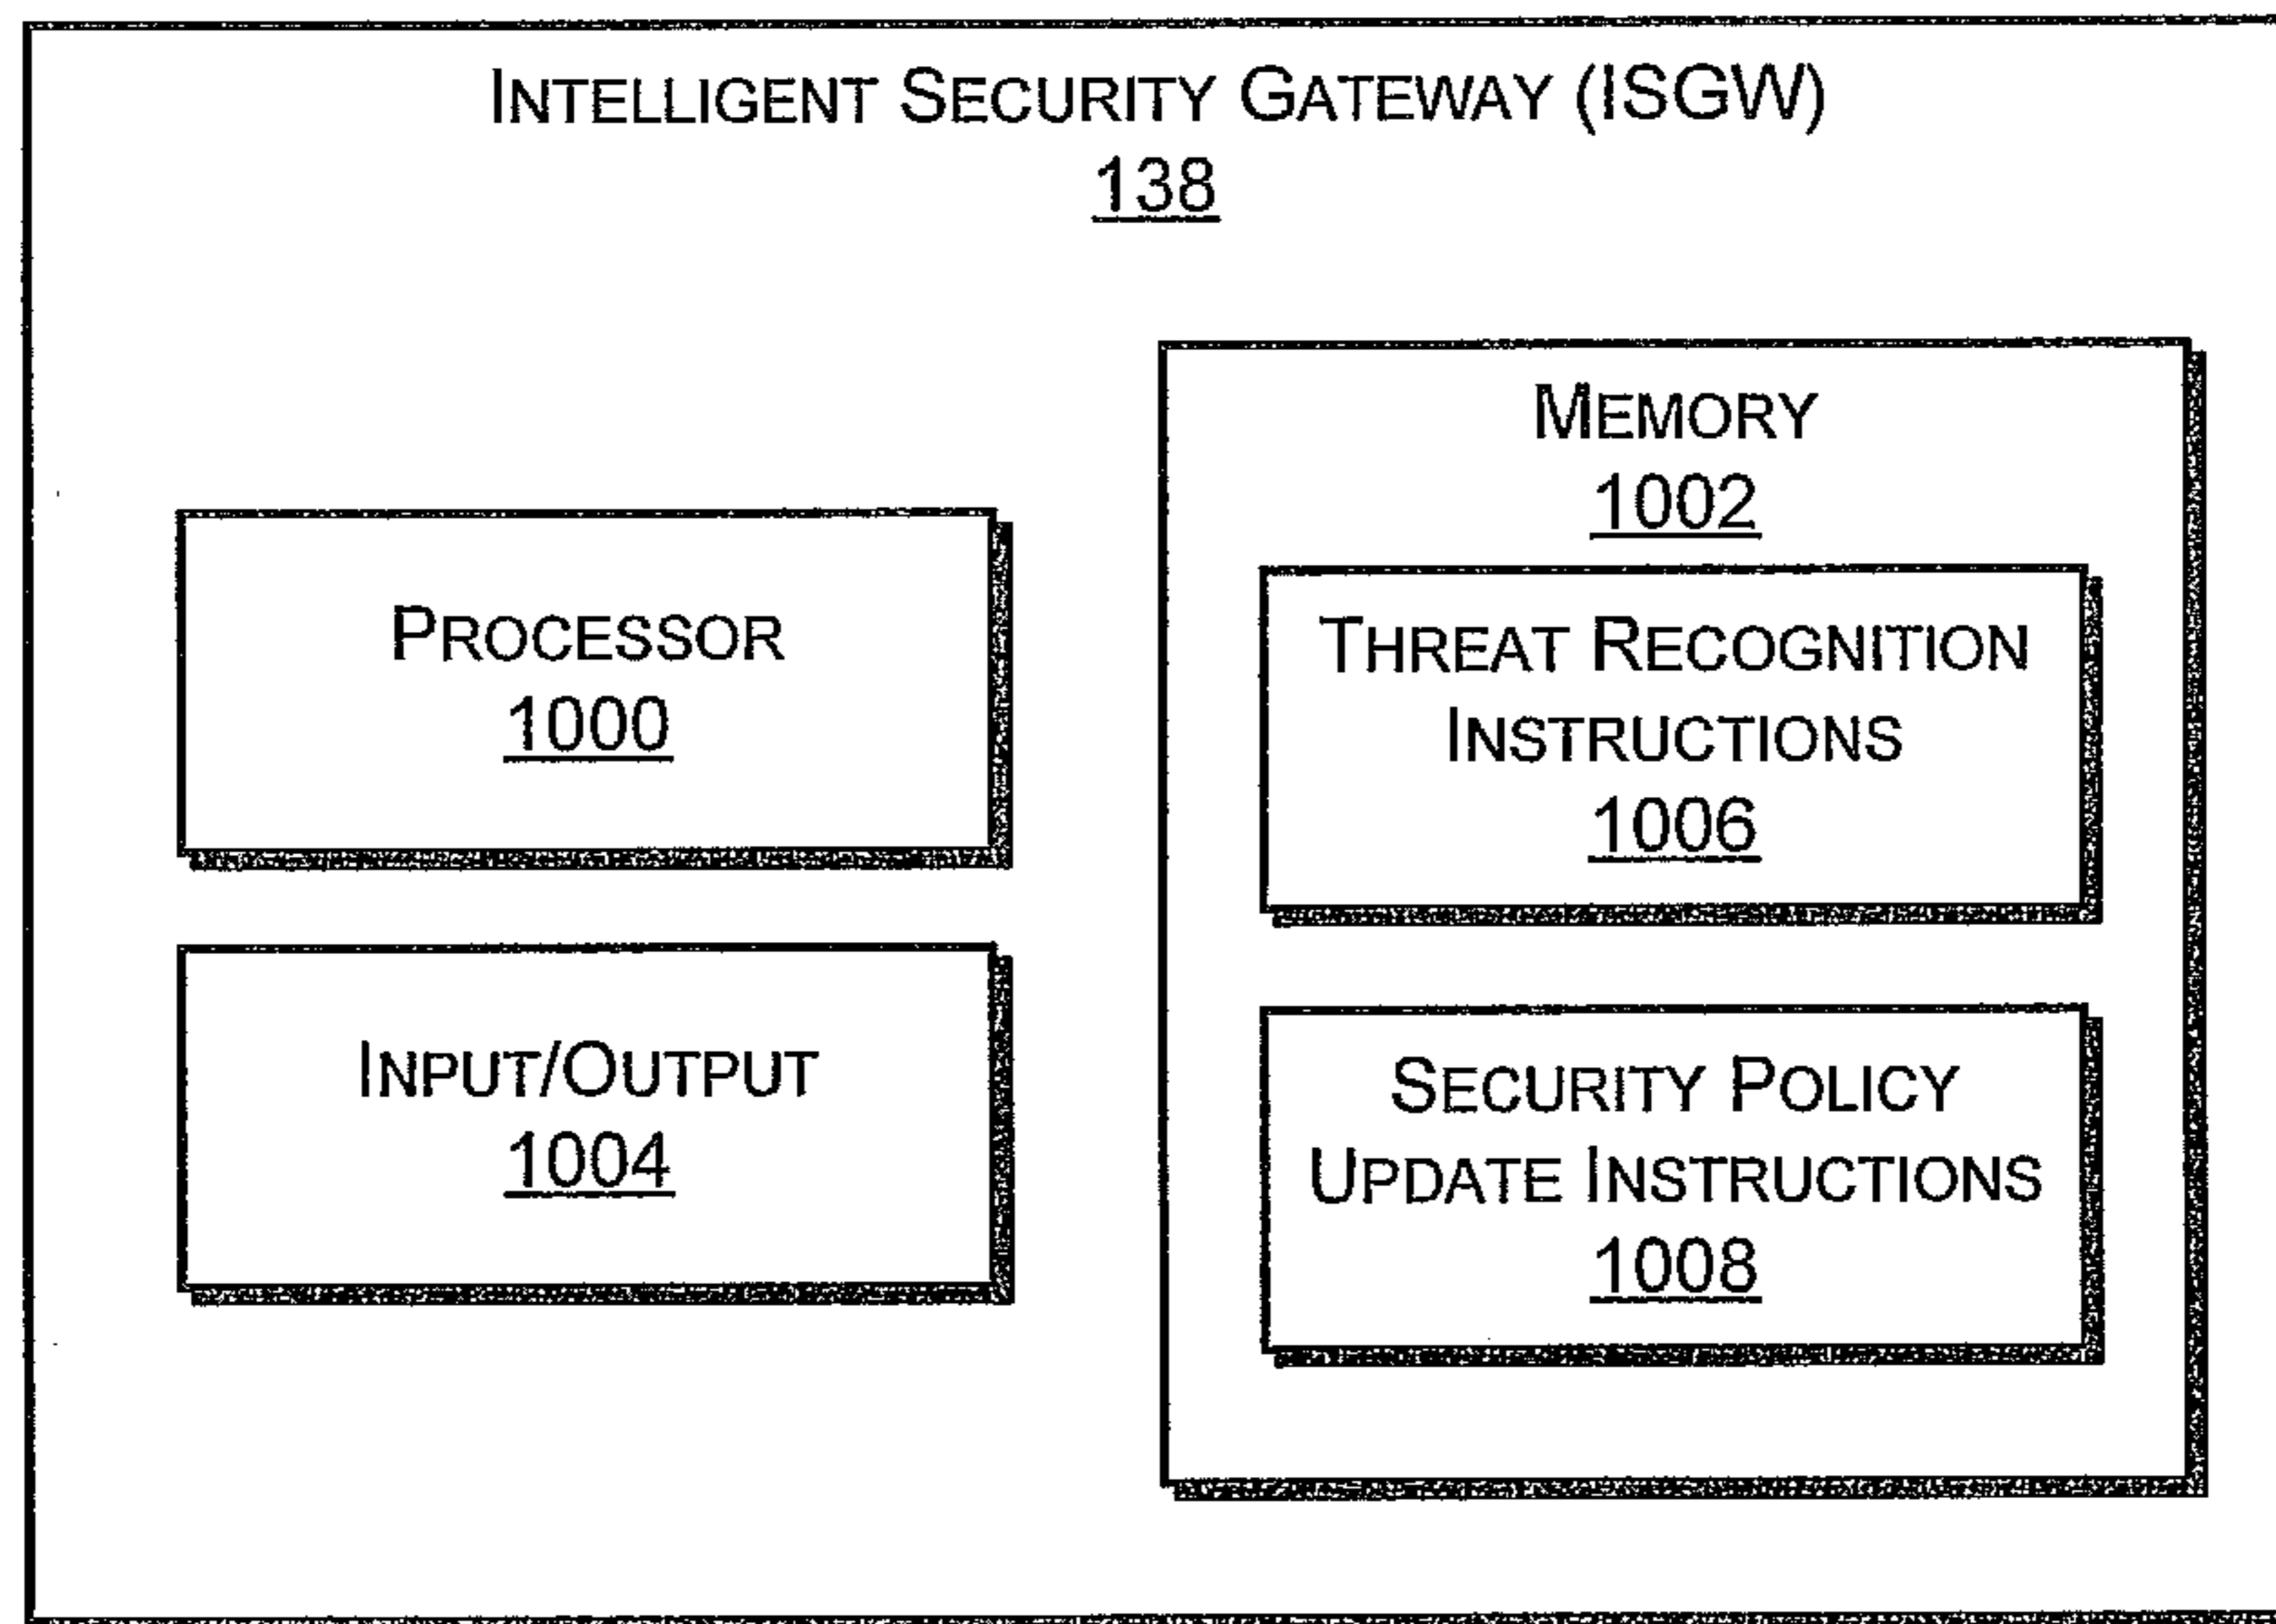 INTELLIGENT SECURITY GATEWAY (ISGW)
138
PROCESSOR
1000
INPUT/OUTPUT
1004
MEMORY
1002
THREAT RECOGNITION
INSTRUCTIONS
1006
SECURITY POLICY
UPDATE INSTRUCTIONS
1008